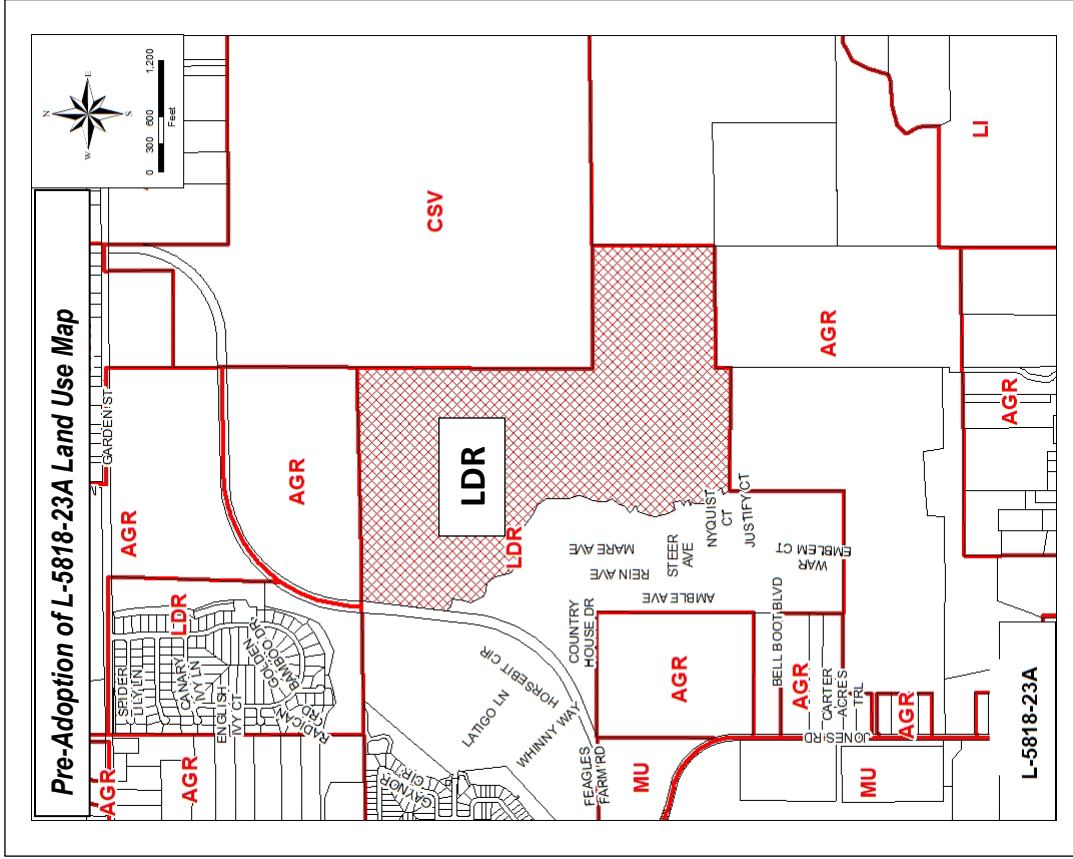 Pre-Adoption of L-5818-23A Land Use Map
N
W
E
S
0 300 600 1,200
Feet
GARDEN ST
AGR
AGR
AGR
AGR
AGR
CSV
SPIDER
LILY LN
CANARY
IVY LN
ENGLISH
IVY CT
GOLDEN
BAMBOO DR
RADICAN
RD
LDR
LDR
LDR
GAYNOR
LATIGO LN
HORSEBIT CIR
WHINNY WAY
COUNTRY
HOUSE DR
FEAGLES
FARM RD
MARE AVE
REIN AVE
STEER
AVE
AMBLE AVE
NYQUIST
CT
JUSTIFY CT
WAR
EMBLEM CT
BELL BOOT BLVD
AGR
AGR
AGR
AGR
AGR
CARTER
ACRES
TRL
JONES RD
MU
MU
LI
L-5818-23A